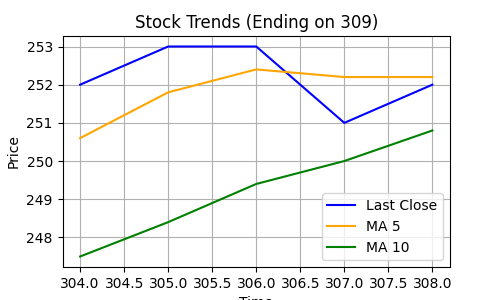 Stock Trends (Ending on 309)
Price
253
252
251
250
249
248
Last Close
MA 5
MA 10
304.0 304.5 305.0 305.5 306.0 306.5 307.0 307.5 308.0
Time